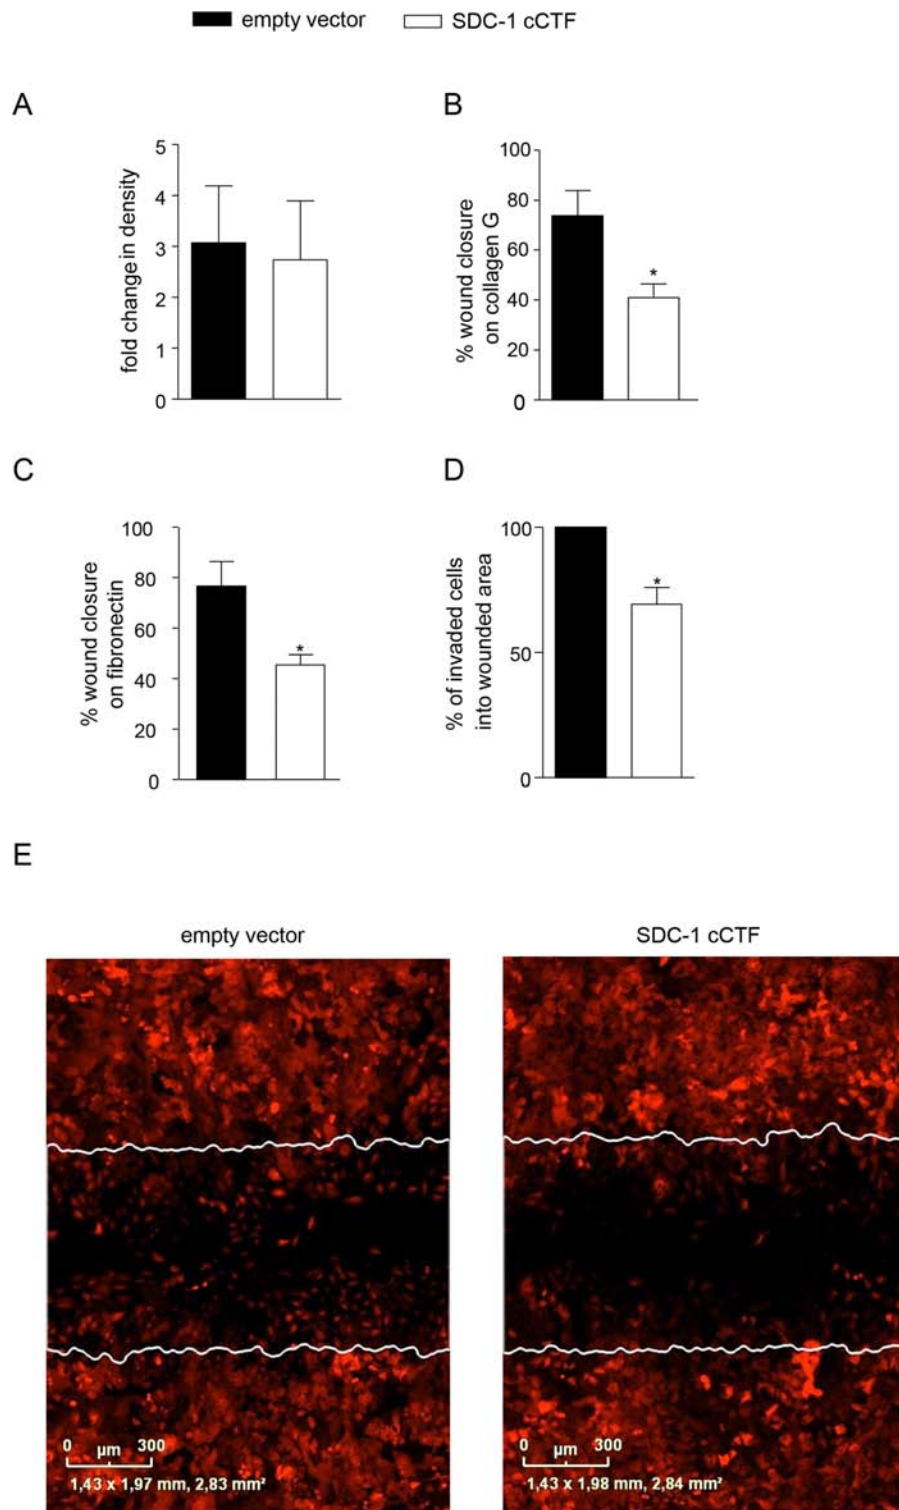 empty vector SDC-1 cCTF
A
5
4
3
2
1
0
fold change in density
B
100
80
60
40
20
0
% wound closure
on collagen G
*
C
100
80
60
40
20
0
% wound closure
on fibronectin
*
D
100
50
0
% of invaded cells
into wounded area
*
E
empty vector
SDC-1 cCTF
0 µm 300
1,43 x 1,97 mm, 2,83 mm²
0 µm 300
1,43 x 1,98 mm, 2,84 mm²